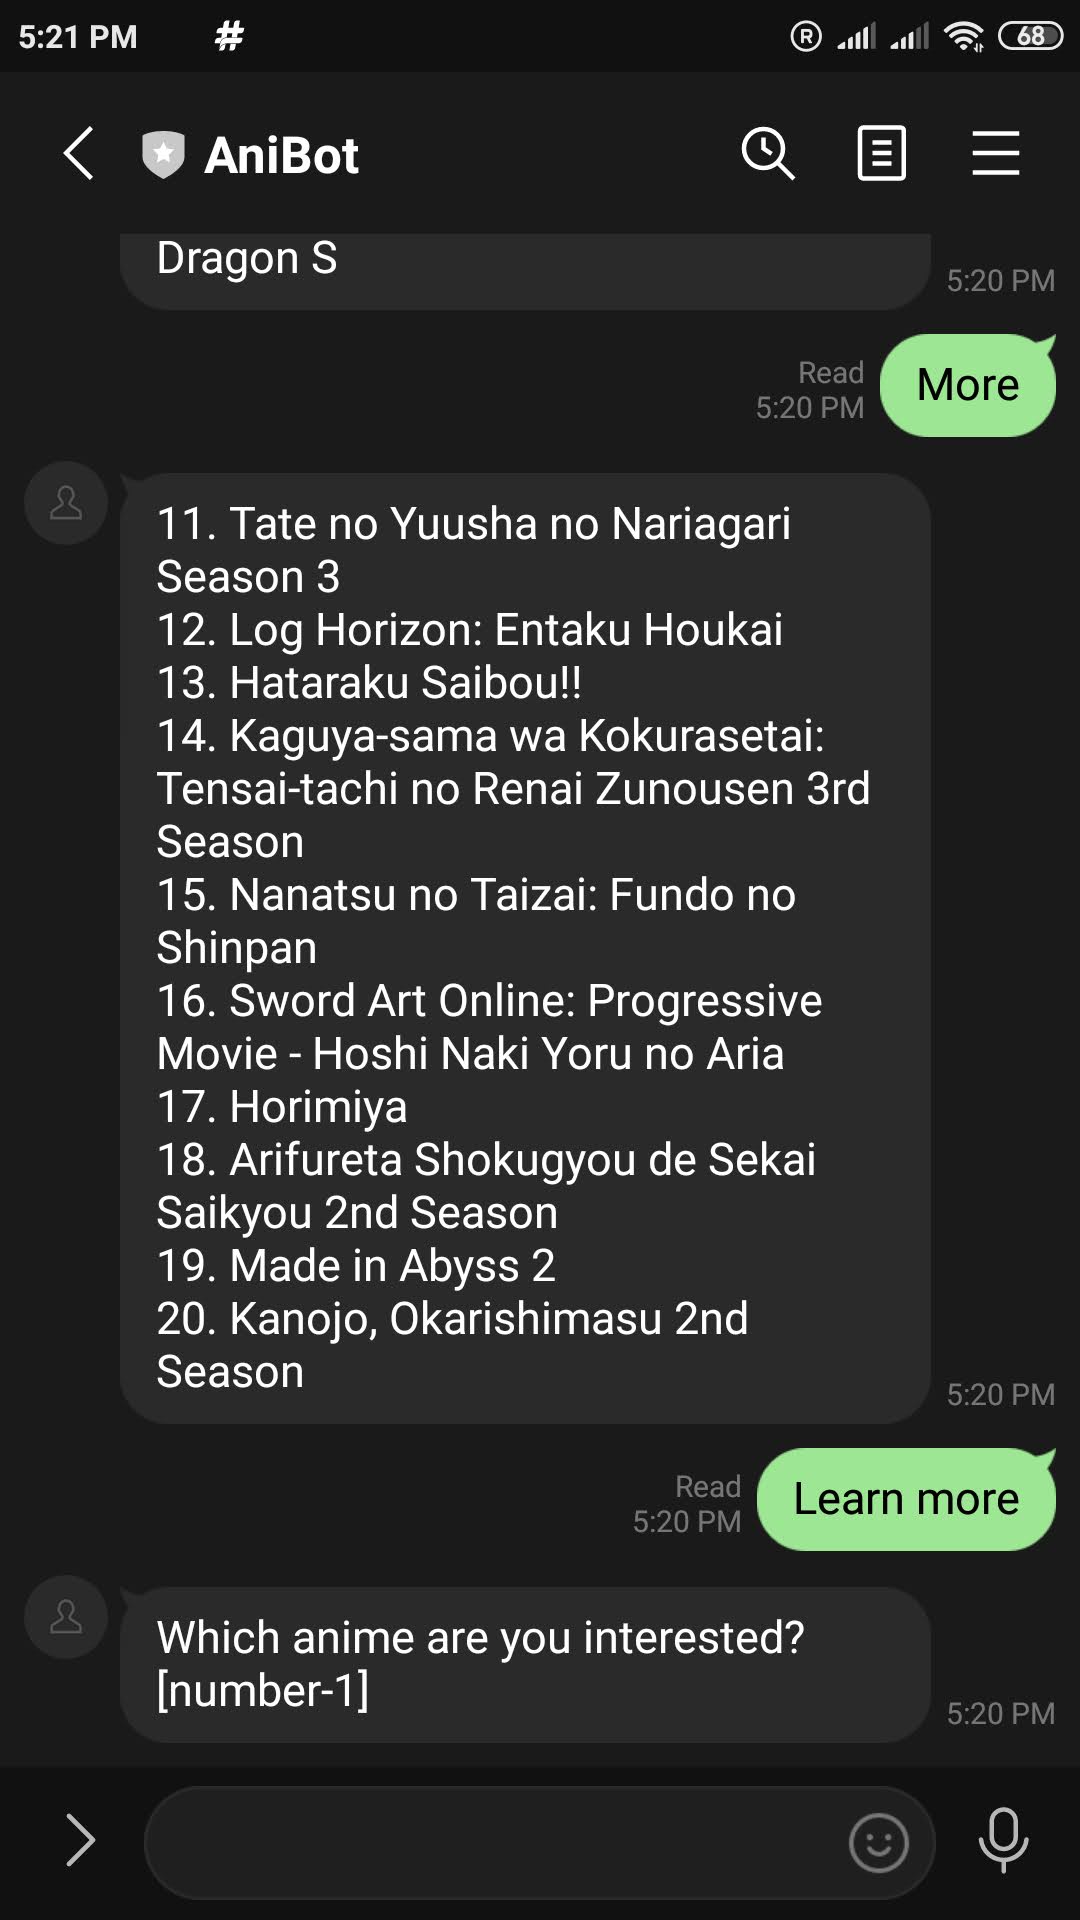 5:21 PM # R 68
AniBot
Dragon S
5:20 PM
Read
5:20 PM
More
11. Tate no Yuusha no Nariagari
Season 3
12. Log Horizon: Entaku Houkai
13. Hataraku Saibou!!
14. Kaguya-sama wa Kokurasetai:
Tensai-tachi no Renai Zunousen 3rd
Season
15. Nanatsu no Taizai: Fundo no
Shinpan
16. Sword Art Online: Progressive
Movie - Hoshi Naki Yoru no Aria
17. Horimiya
18. Arifureta Shokugyou de Sekai
Saikyou 2nd Season
19. Made in Abyss 2
20. Kanojo, Okarishimasu 2nd
Season
5:20 PM
Read
5:20 PM
Learn more
Which anime are you interested?
[number-1]
5:20 PM